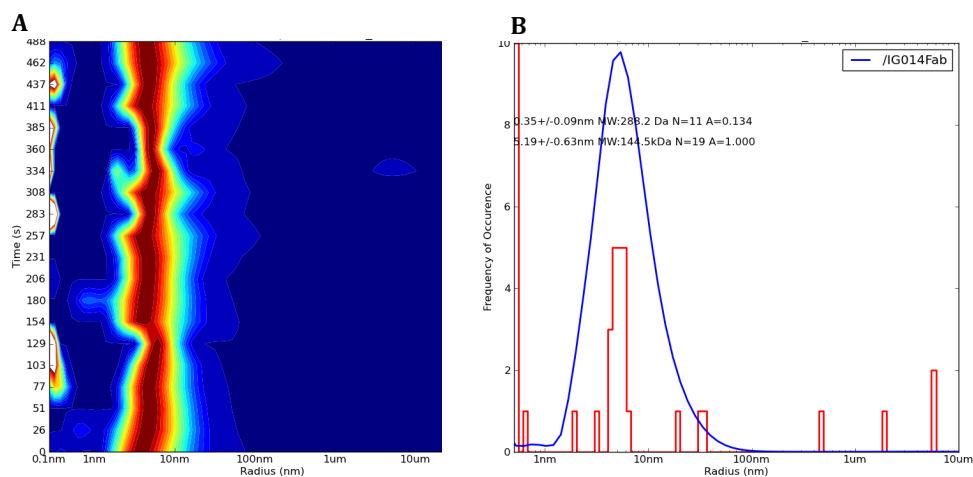 A
B
488
462
437
411
385
360
334
308
283
257
231
206
180
154
129
103
77
51
26
0
Time (s)
0.1nm 1nm 10nm 100nm 1um 10um
Radius (nm)
10
8
6
4
2
0
Frequency of Occurence
/IG014Fab
0.35+/-0.09nm MW:288.2 Da N=11 A=0.134
5.19+/-0.63nm MW:144.5kDa N=19 A=1.000
1nm 10nm 100nm 1um 10um
Radius (nm)